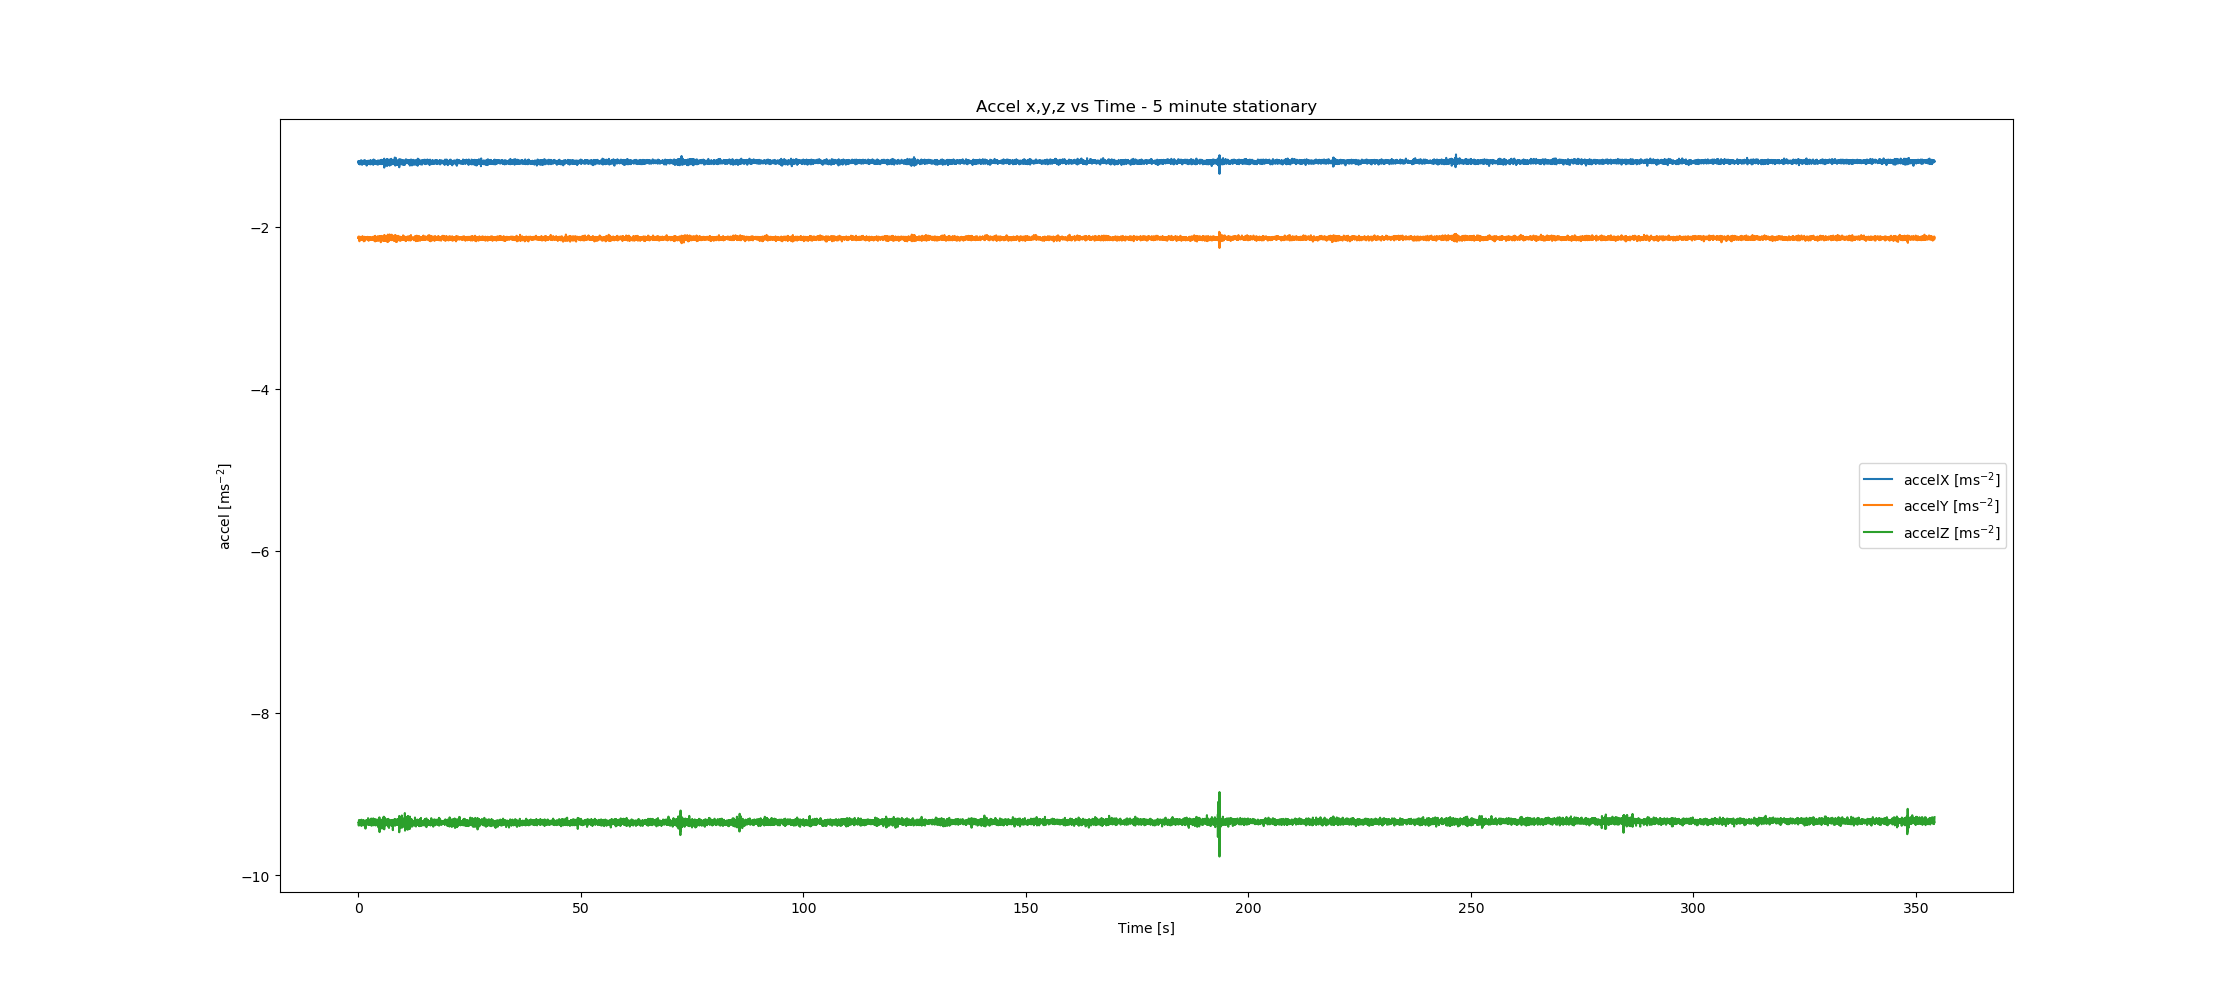 Accel x,y,z vs Time - 5 minute stationary
−2
−4
−6
−8
−10
accel [ms⁻²]
accelX [ms⁻²]
accelY [ms⁻²]
accelZ [ms⁻²]
0 50 100 150 200 250 300 350
Time [s]